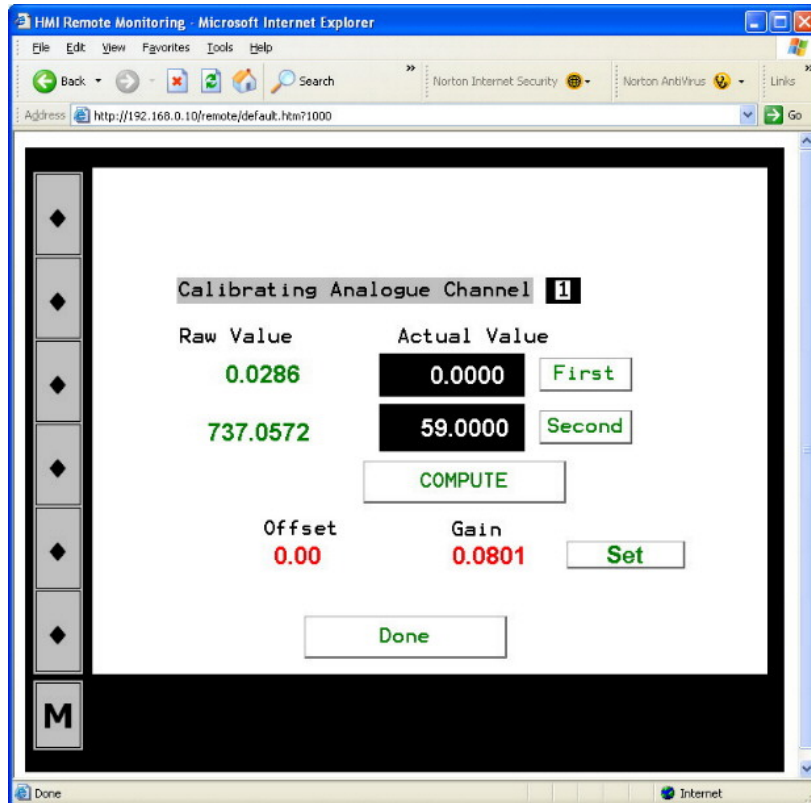 HMI Remote Monitoring - Microsoft Internet Explorer
File Edit View Favorites Tools Help
Back Search » Norton Internet Security Norton AntiVirus Links »
Address http://192.168.0.10/remote/default.htm?1000 Go
Calibrating Analogue Channel 1
Raw Value Actual Value
0.0286 0.0000 First
737.0572 59.0000 Second
COMPUTE
Offset Gain
0.00 0.0801 Set
Done
M
Done Internet